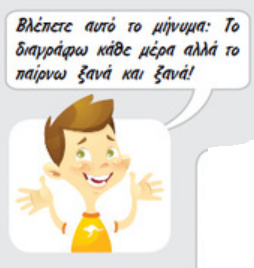 Βλέπετε αυτό το μήνυμα: Το
διαγράφω κάθε μέρα αλλά το
παίρνω ξανά και ξανά!